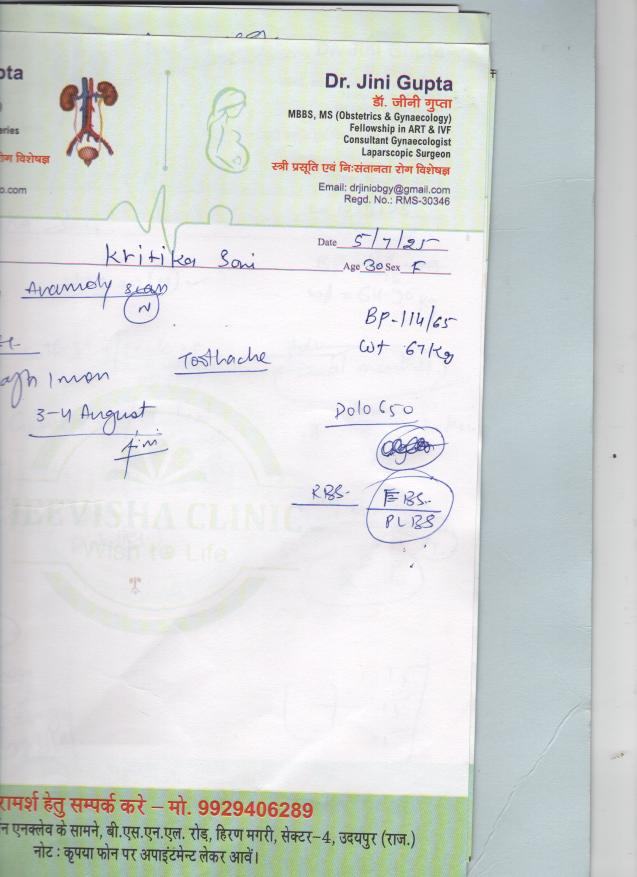 pta
Dr. Jini Gupta
डॉ. जीनी गुप्ता
MBBS, MS (Obstetrics & Gynaecology)
Fellowship in ART & IVF
Consultant Gynaecologist
Laparscopic Surgeon
स्त्री प्रसूति एवं निःसंतानता रोग विशेषज्ञ
Email: drjiniobgy@gmail.com
Regd. No.: RMS-30346
eries
रोग विशेषज्ञ
o.com
Date 5/7/25
Kritika Soni
Age 30 Sex F
scan
N
BP-114/65
Wt 67 Kg
Toothache
3-4 August
Dolo 650
RBS- FBS-
PLBS
JEEVISHA CLINIC
Wish to Life
रामर्श हेतु सम्पर्क करे – मो. 9929406289
न एनक्लेव के सामने, बी.एस.एन.एल. रोड, हिरण मगरी, सेक्टर-4, उदयपुर (राज.)
नोट : कृपया फोन पर अपाइंटमेन्ट लेकर आवें।